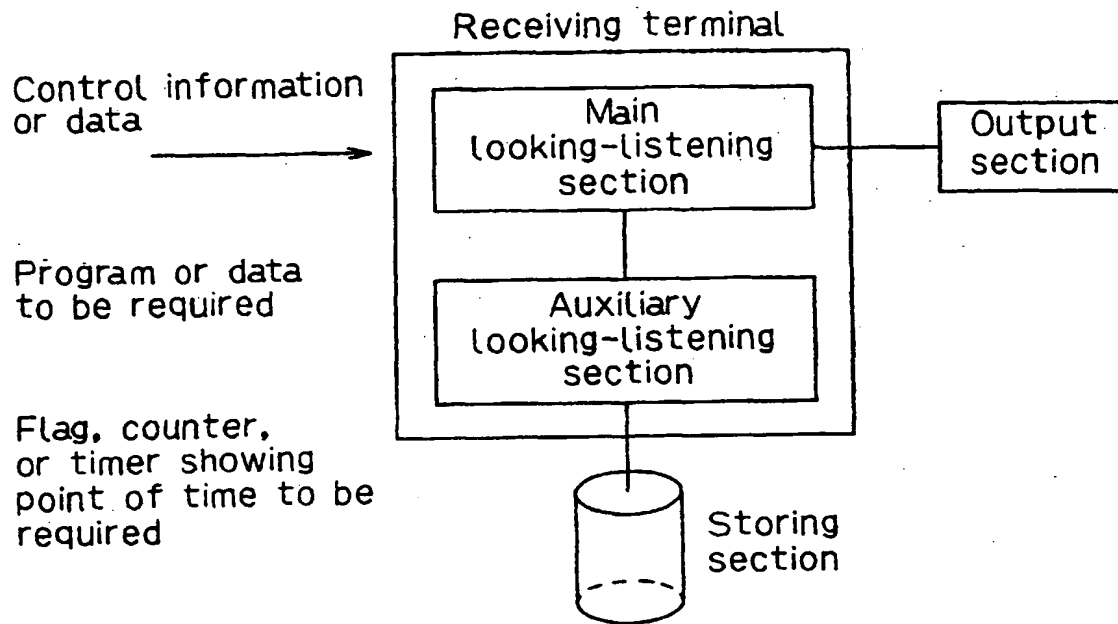 Receiving terminal
Control information
or data
Main
looking-listening
section
Output
section
Program or data
to be required
Auxiliary
looking-listening
section
Flag, counter,
or timer showing
point of time to be
required
Storing
section